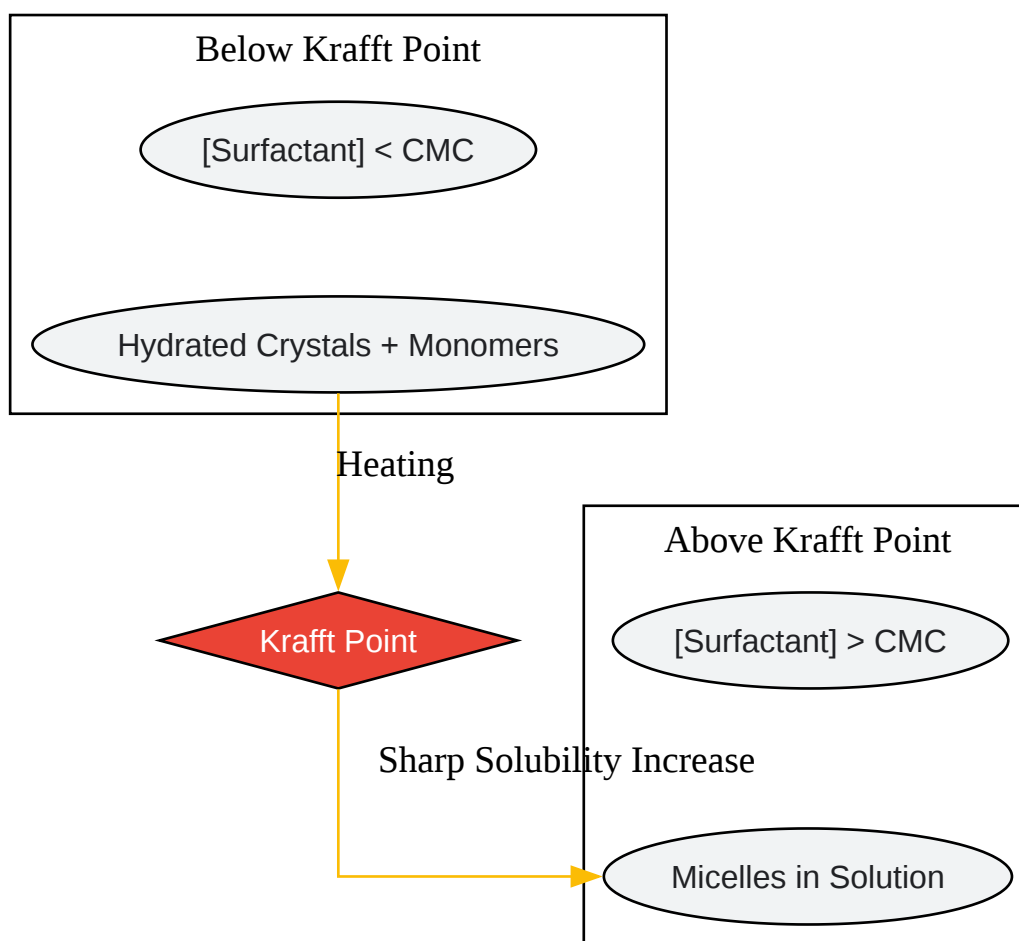 Below Krafft Point
[Surfactant] < CMC
Hydrated Crystals + Monomers
Heating
Krafft Point
Above Krafft Point
[Surfactant] > CMC
Sharp Solubility Increase
Micelles in Solution